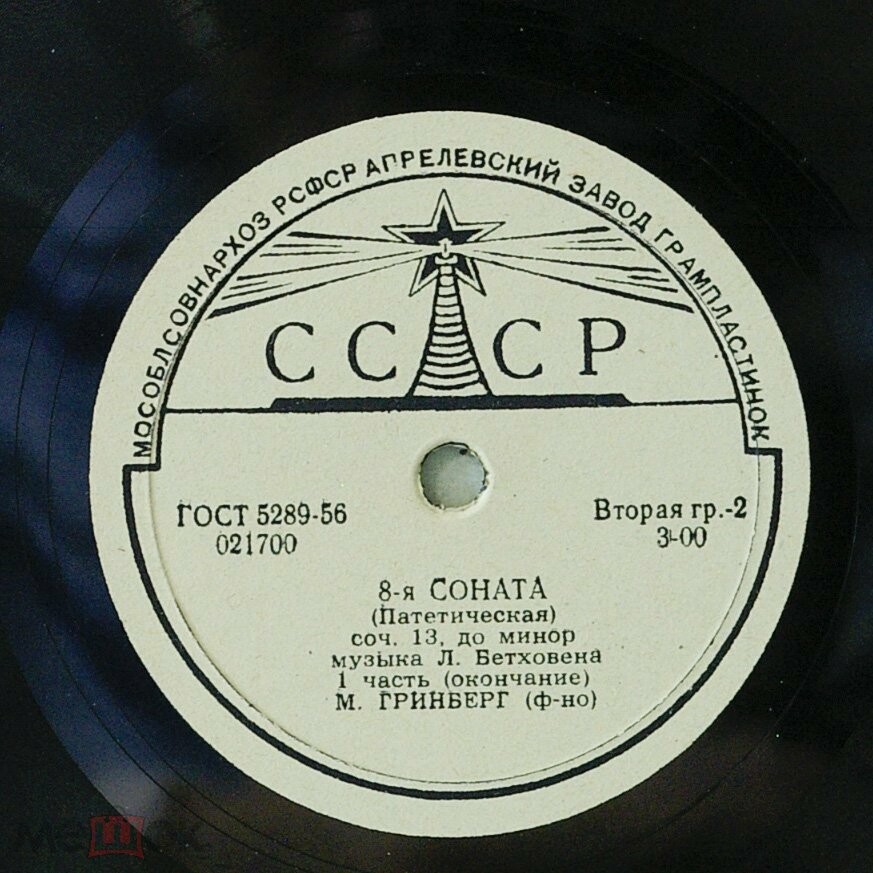 МОСОБЛСОВНАРХОЗ РСФСР АПРЕЛЕВСКИЙ ЗАВОД ГРАМПЛАСТИНОК
СССР
ГОСТ 5289-56
021700
Вторая гр.-2
3-00
8-я СОНАТА
(Патетическая)
соч. 13, до минор
музыка Л. Бетховена
1 часть (окончание)
М. ГРИНБЕРГ (ф-но)
мешок